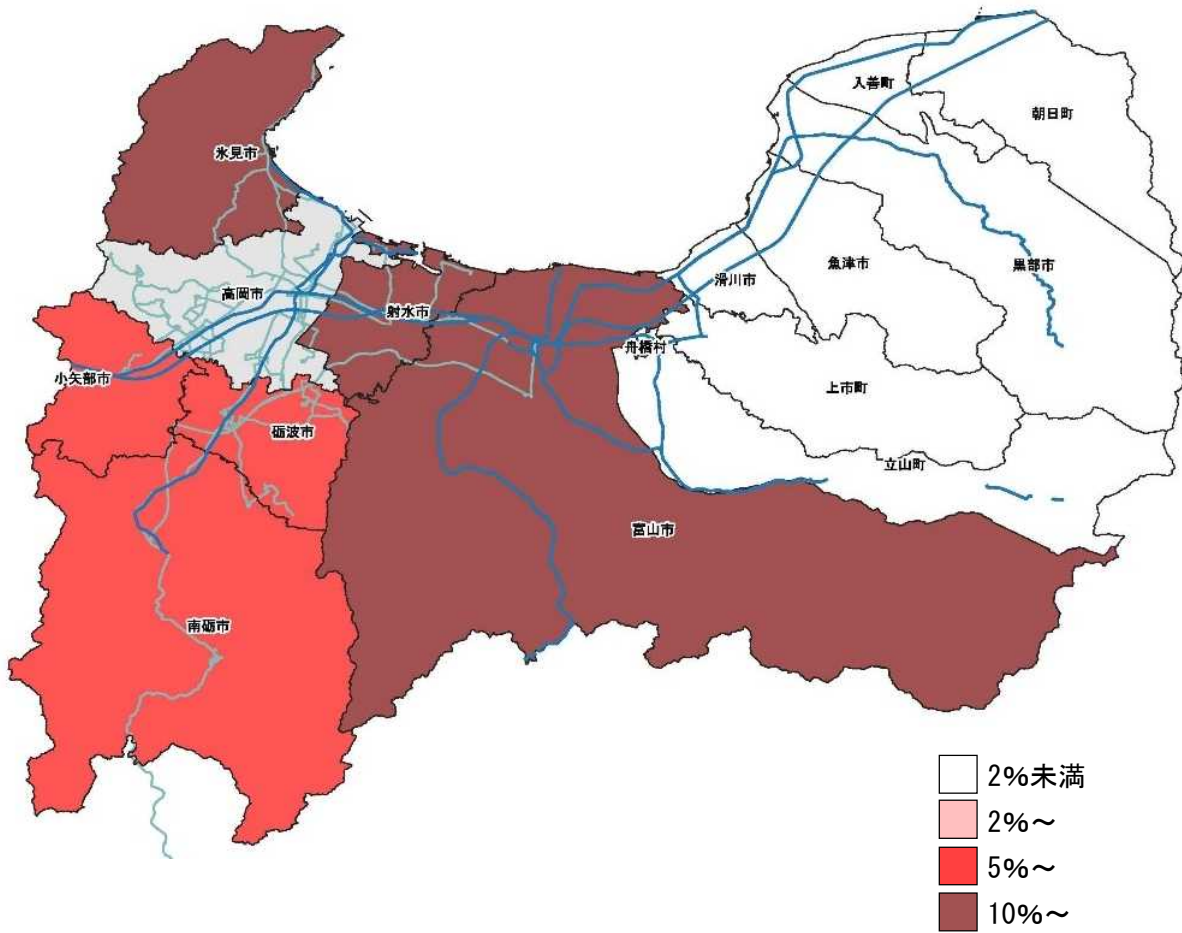 入善町
朝日町
氷見市
黒部市
魚津市
滑川市
高岡市
射水市
舟橋村
小矢部市
上市町
砺波市
立山町
富山市
南砺市
2%未満
2%～
5%～
10%～